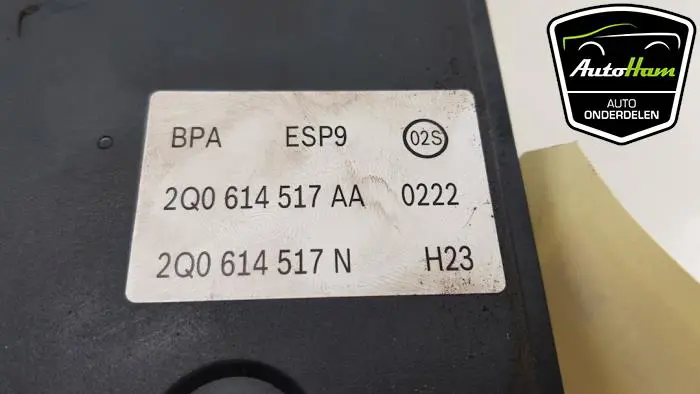 BPA ESP9 02S
2Q0 614 517 AA 0222
2Q0 614 517 N H23
AutoHam
AUTO
ONDERDELEN